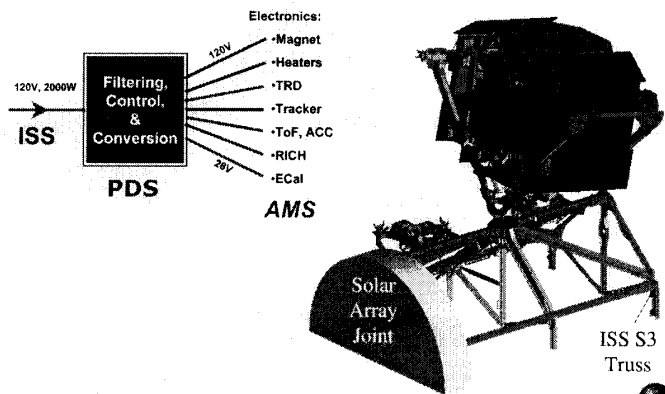 Electronics:
120V
•Magnet
•Heaters
•TRD
•Tracker
•ToF, ACC
•RICH
•ECal
28V
120V, 2000W
ISS
Filtering,
Control,
&
Conversion
PDS
AMS
Solar
Array
Joint
ISS S3
Truss